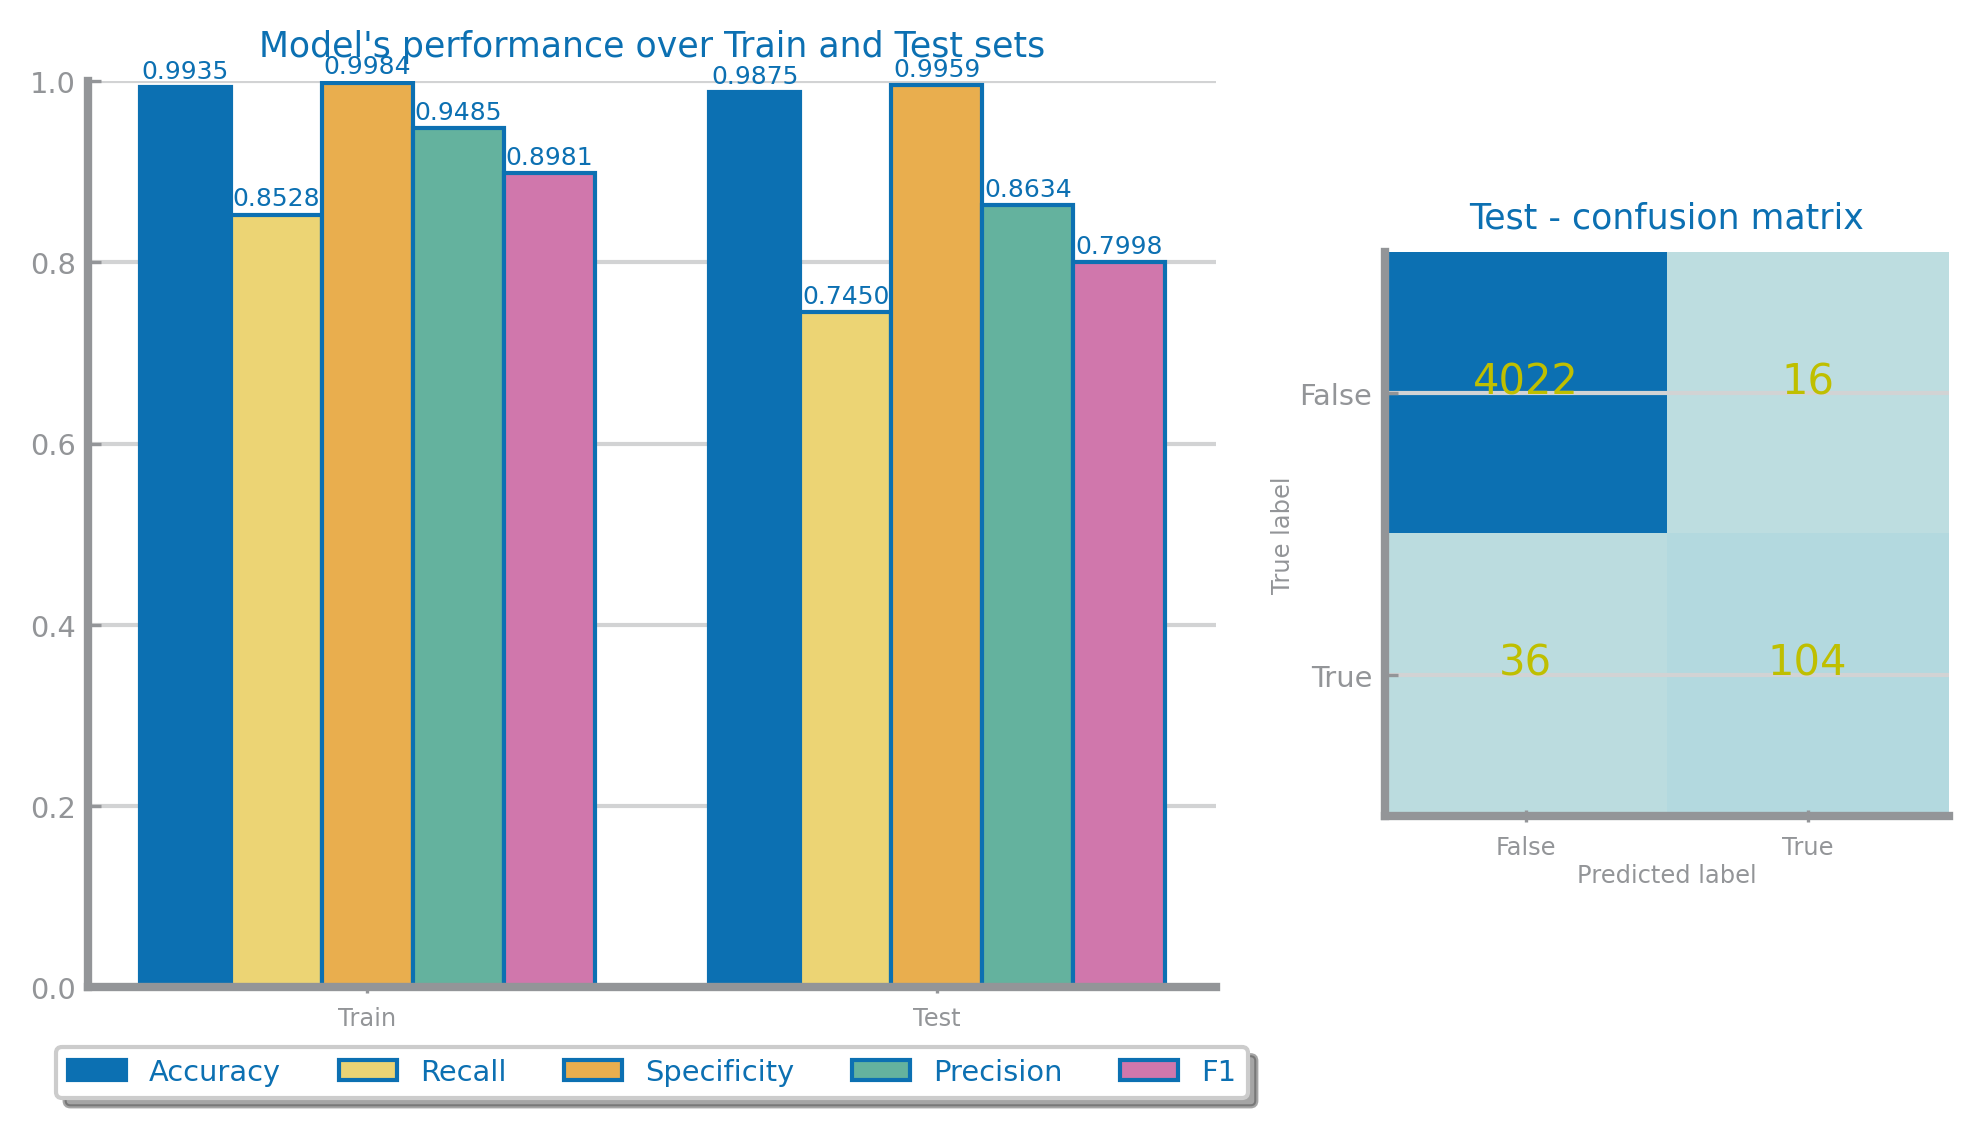 Model's performance over Train and Test sets
0.9935
0.8528
0.9984
0.9485
0.8981
0.9875
0.7450
0.9959
0.8634
0.7998
1.0
0.8
0.6
0.4
0.2
0.0
Train
Test
Accuracy
Recall
Specificity
Precision
F1
Test - confusion matrix
True label
False
4022
16
True
36
104
False
True
Predicted label